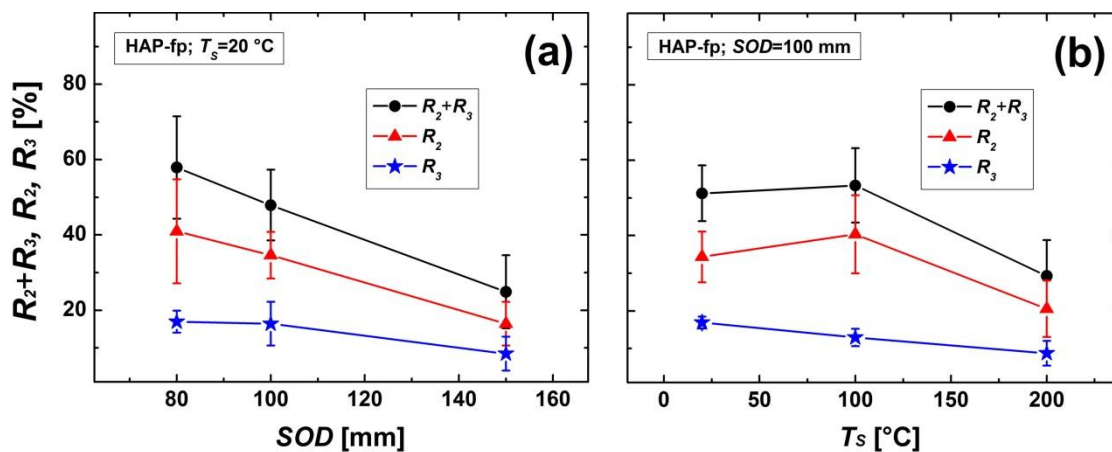 HAP-fp; Tₛ=20 °C
(a)
R₂+R₃
R₂
R₃
R₂+R₃, R₂, R₃ [%]
80
60
40
20
80 100 120 140 160
SOD [mm]
HAP-fp; SOD=100 mm
(b)
R₂+R₃
R₂
R₃
0 50 100 150 200
Tₛ [°C]